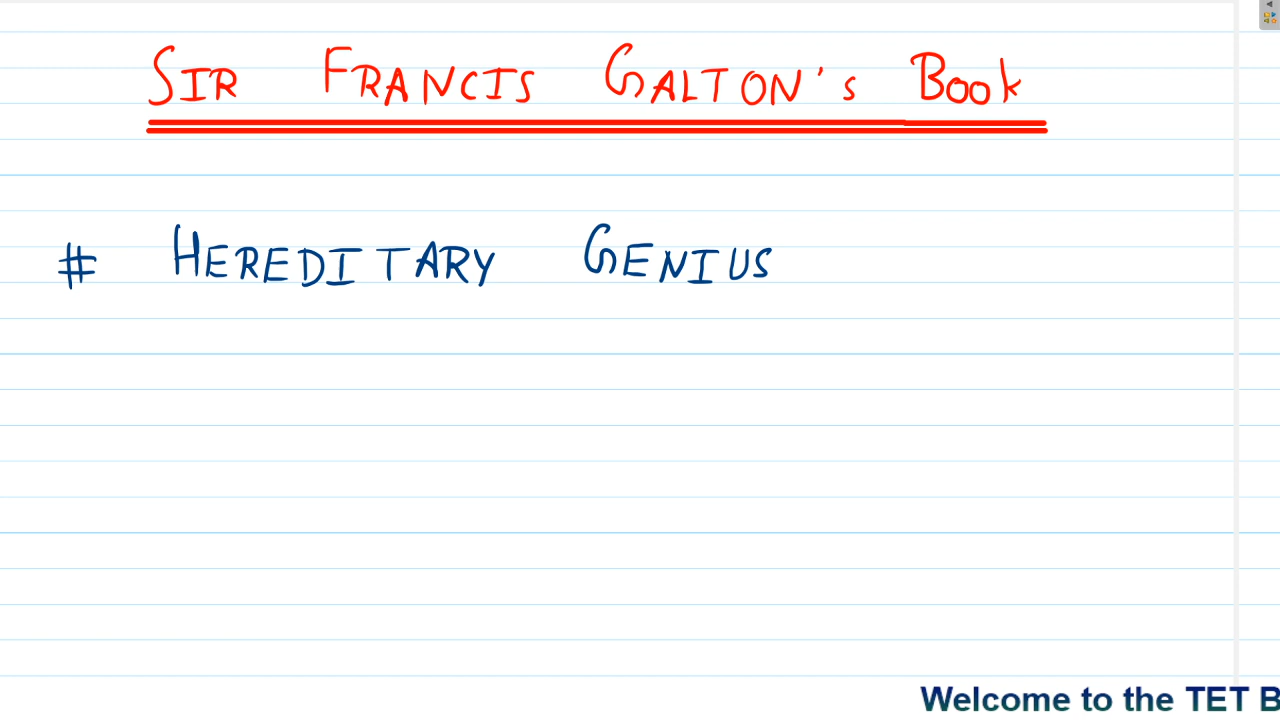 SIR FRANCIS GALTON's BOOK
# HEREDITARY GENIUS
Welcome to the TET B